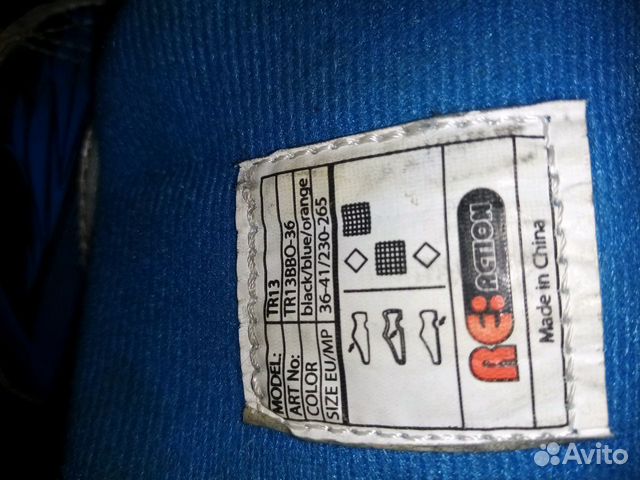 MODEL: TR13
ART No: TR13BBO-36
COLOR black/blue/orange
SIZE EU/MP 36-41/230-265
RE:ACTION
Made in China
Avito